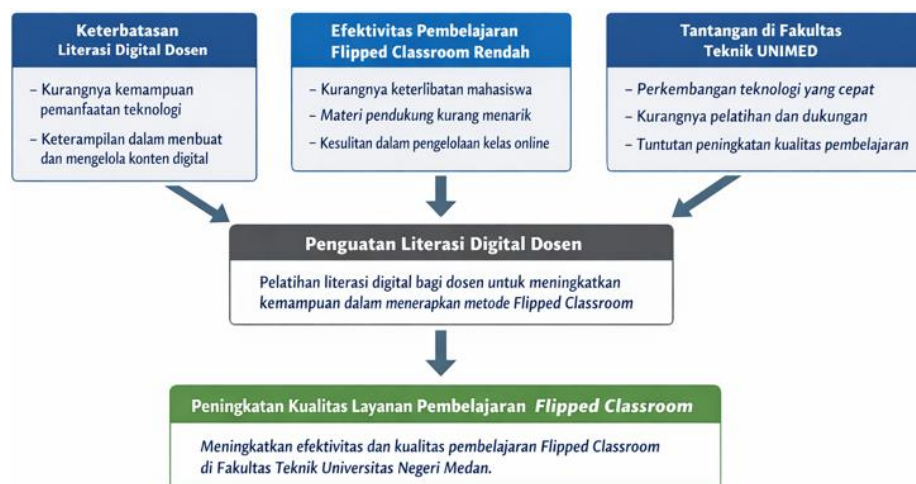 Keterbatasan
Literasi Digital Dosen
– Kurangnya kemampuan
pemanfaatan teknologi
– Keterampilan dalam menbuat
dan mengelola konten digital
Efektivitas Pembelajaran
Flipped Classroom Rendah
– Kurangnya keterlibatan mahasiswa
– Materi pendukung kurang menarik
– Kesulitan dalam pengelolaan kelas online
Tantangan di Fakultas
Teknik UNIMED
– Perkembangan teknologi yang cepat
– Kurangnya pelatihan dan dukungan
– Tuntutan peningkatan kualitas pembelajaran
Penguatan Literasi Digital Dosen
Pelatihan literasi digital bagi dosen untuk meningkatkan
kemampuan dalam menerapkan metode Flipped Classroom
Peningkatan Kualitas Layanan Pembelajaran Flipped Classroom
Meningkatkan efektivitas dan kualitas pembelajaran Flipped Classroom
di Fakultas Teknik Universitas Negeri Medan.